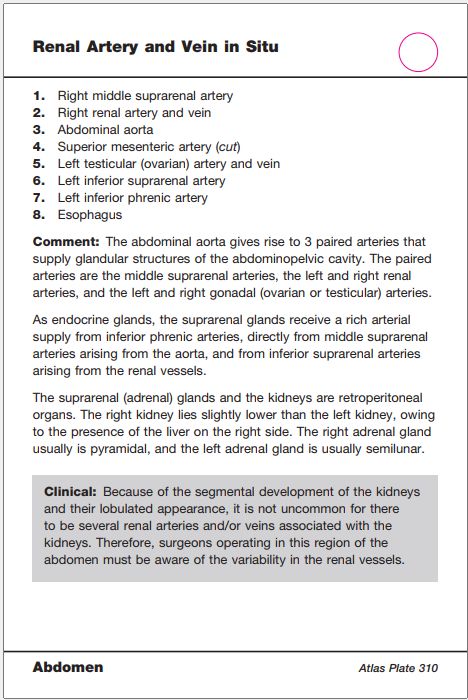 Renal Artery and Vein in Situ
1. Right middle suprarenal artery
2. Right renal artery and vein
3. Abdominal aorta
4. Superior mesenteric artery (cut)
5. Left testicular (ovarian) artery and vein
6. Left inferior suprarenal artery
7. Left inferior phrenic artery
8. Esophagus
Comment: The abdominal aorta gives rise to 3 paired arteries that
supply glandular structures of the abdominopelvic cavity. The paired
arteries are the middle suprarenal arteries, the left and right renal
arteries, and the left and right gonadal (ovarian or testicular) arteries.
As endocrine glands, the suprarenal glands receive a rich arterial
supply from inferior phrenic arteries, directly from middle suprarenal
arteries arising from the aorta, and from inferior suprarenal arteries
arising from the renal vessels.
The suprarenal (adrenal) glands and the kidneys are retroperitoneal
organs. The right kidney lies slightly lower than the left kidney, owing
to the presence of the liver on the right side. The right adrenal gland
usually is pyramidal, and the left adrenal gland is usually semilunar.
Clinical: Because of the segmental development of the kidneys
and their lobulated appearance, it is not uncommon for there
to be several renal arteries and/or veins associated with the
kidneys. Therefore, surgeons operating in this region of the
abdomen must be aware of the variability in the renal vessels.
Abdomen
Atlas Plate 310